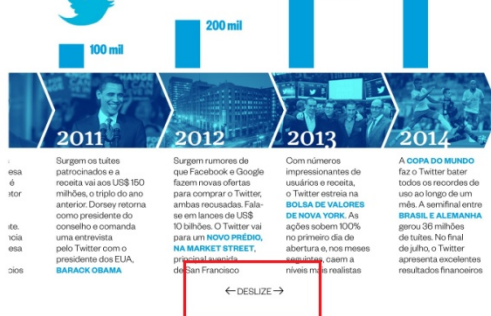 100 mil
200 mil
2011
2012
2013
2014
esa
é
tor
te.
ncia
esa
cios
Surgem os tuítes
patrocinados e a
receita vai aos US$ 150
milhões, o triplo do ano
anterior. Dorsey retorna
como presidente do
conselho e comanda
uma entrevista
pelo Twitter com o
presidente dos EUA,
BARACK OBAMA
Surgem rumores de
que Facebook e Google
fazem novas ofertas
para comprar o Twitter,
ambas recusadas. Fala-
se em lances de US$
10 bilhões. O Twitter vai
para um NOVO PRÉDIO,
NA MARKET STREET,
principal avenida
de San Francisco
Com números
impressionantes de
usuários e receita,
o Twitter estreia na
BOLSA DE VALORES
DE NOVA YORK. As
ações sobem 100%
no primeiro dia de
abertura e, nos meses
seguintes, caem a
níveis mais realistas
A COPA DO MUNDO
faz o Twitter bater
todos os recordes de
uso ao longo de um
mês. A semifinal entre
BRASIL E ALEMANHA
gerou 36 milhões
de tuítes. No final
de julho, o Twitter
apresenta excelentes
resultados financeiros
←DESLIZE→